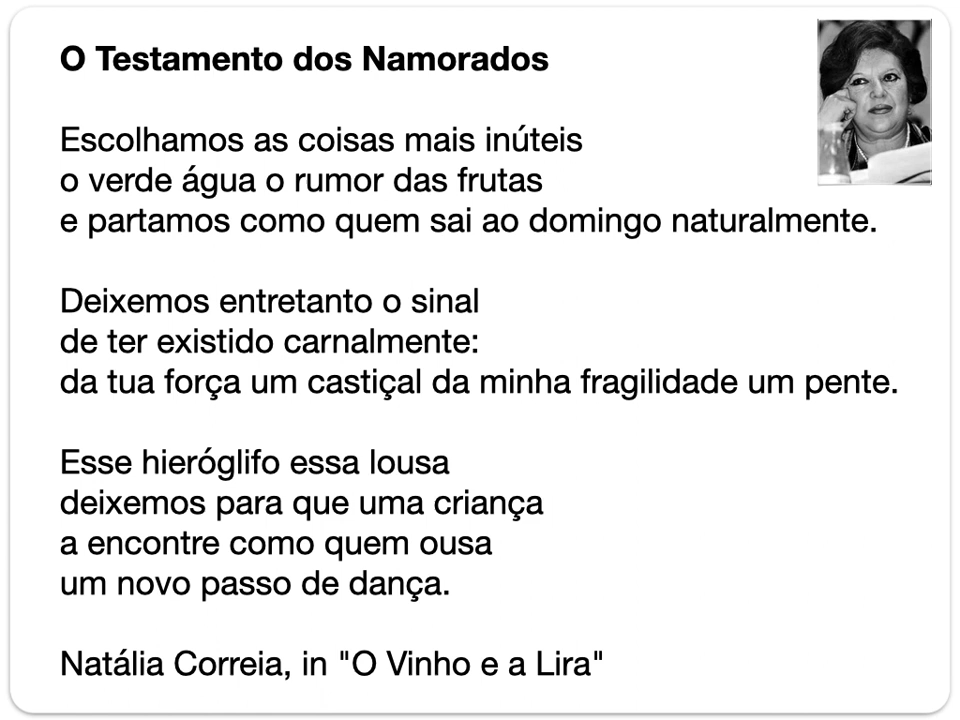 O Testamento dos Namorados
Escolhamos as coisas mais inúteis
o verde água o rumor das frutas
e partamos como quem sai ao domingo naturalmente.
Deixemos entretanto o sinal
de ter existido carnalmente:
da tua força um castiçal da minha fragilidade um pente.
Esse hieróglifo essa lousa
deixemos para que uma criança
a encontre como quem ousa
um novo passo de dança.
Natália Correia, in "O Vinho e a Lira"